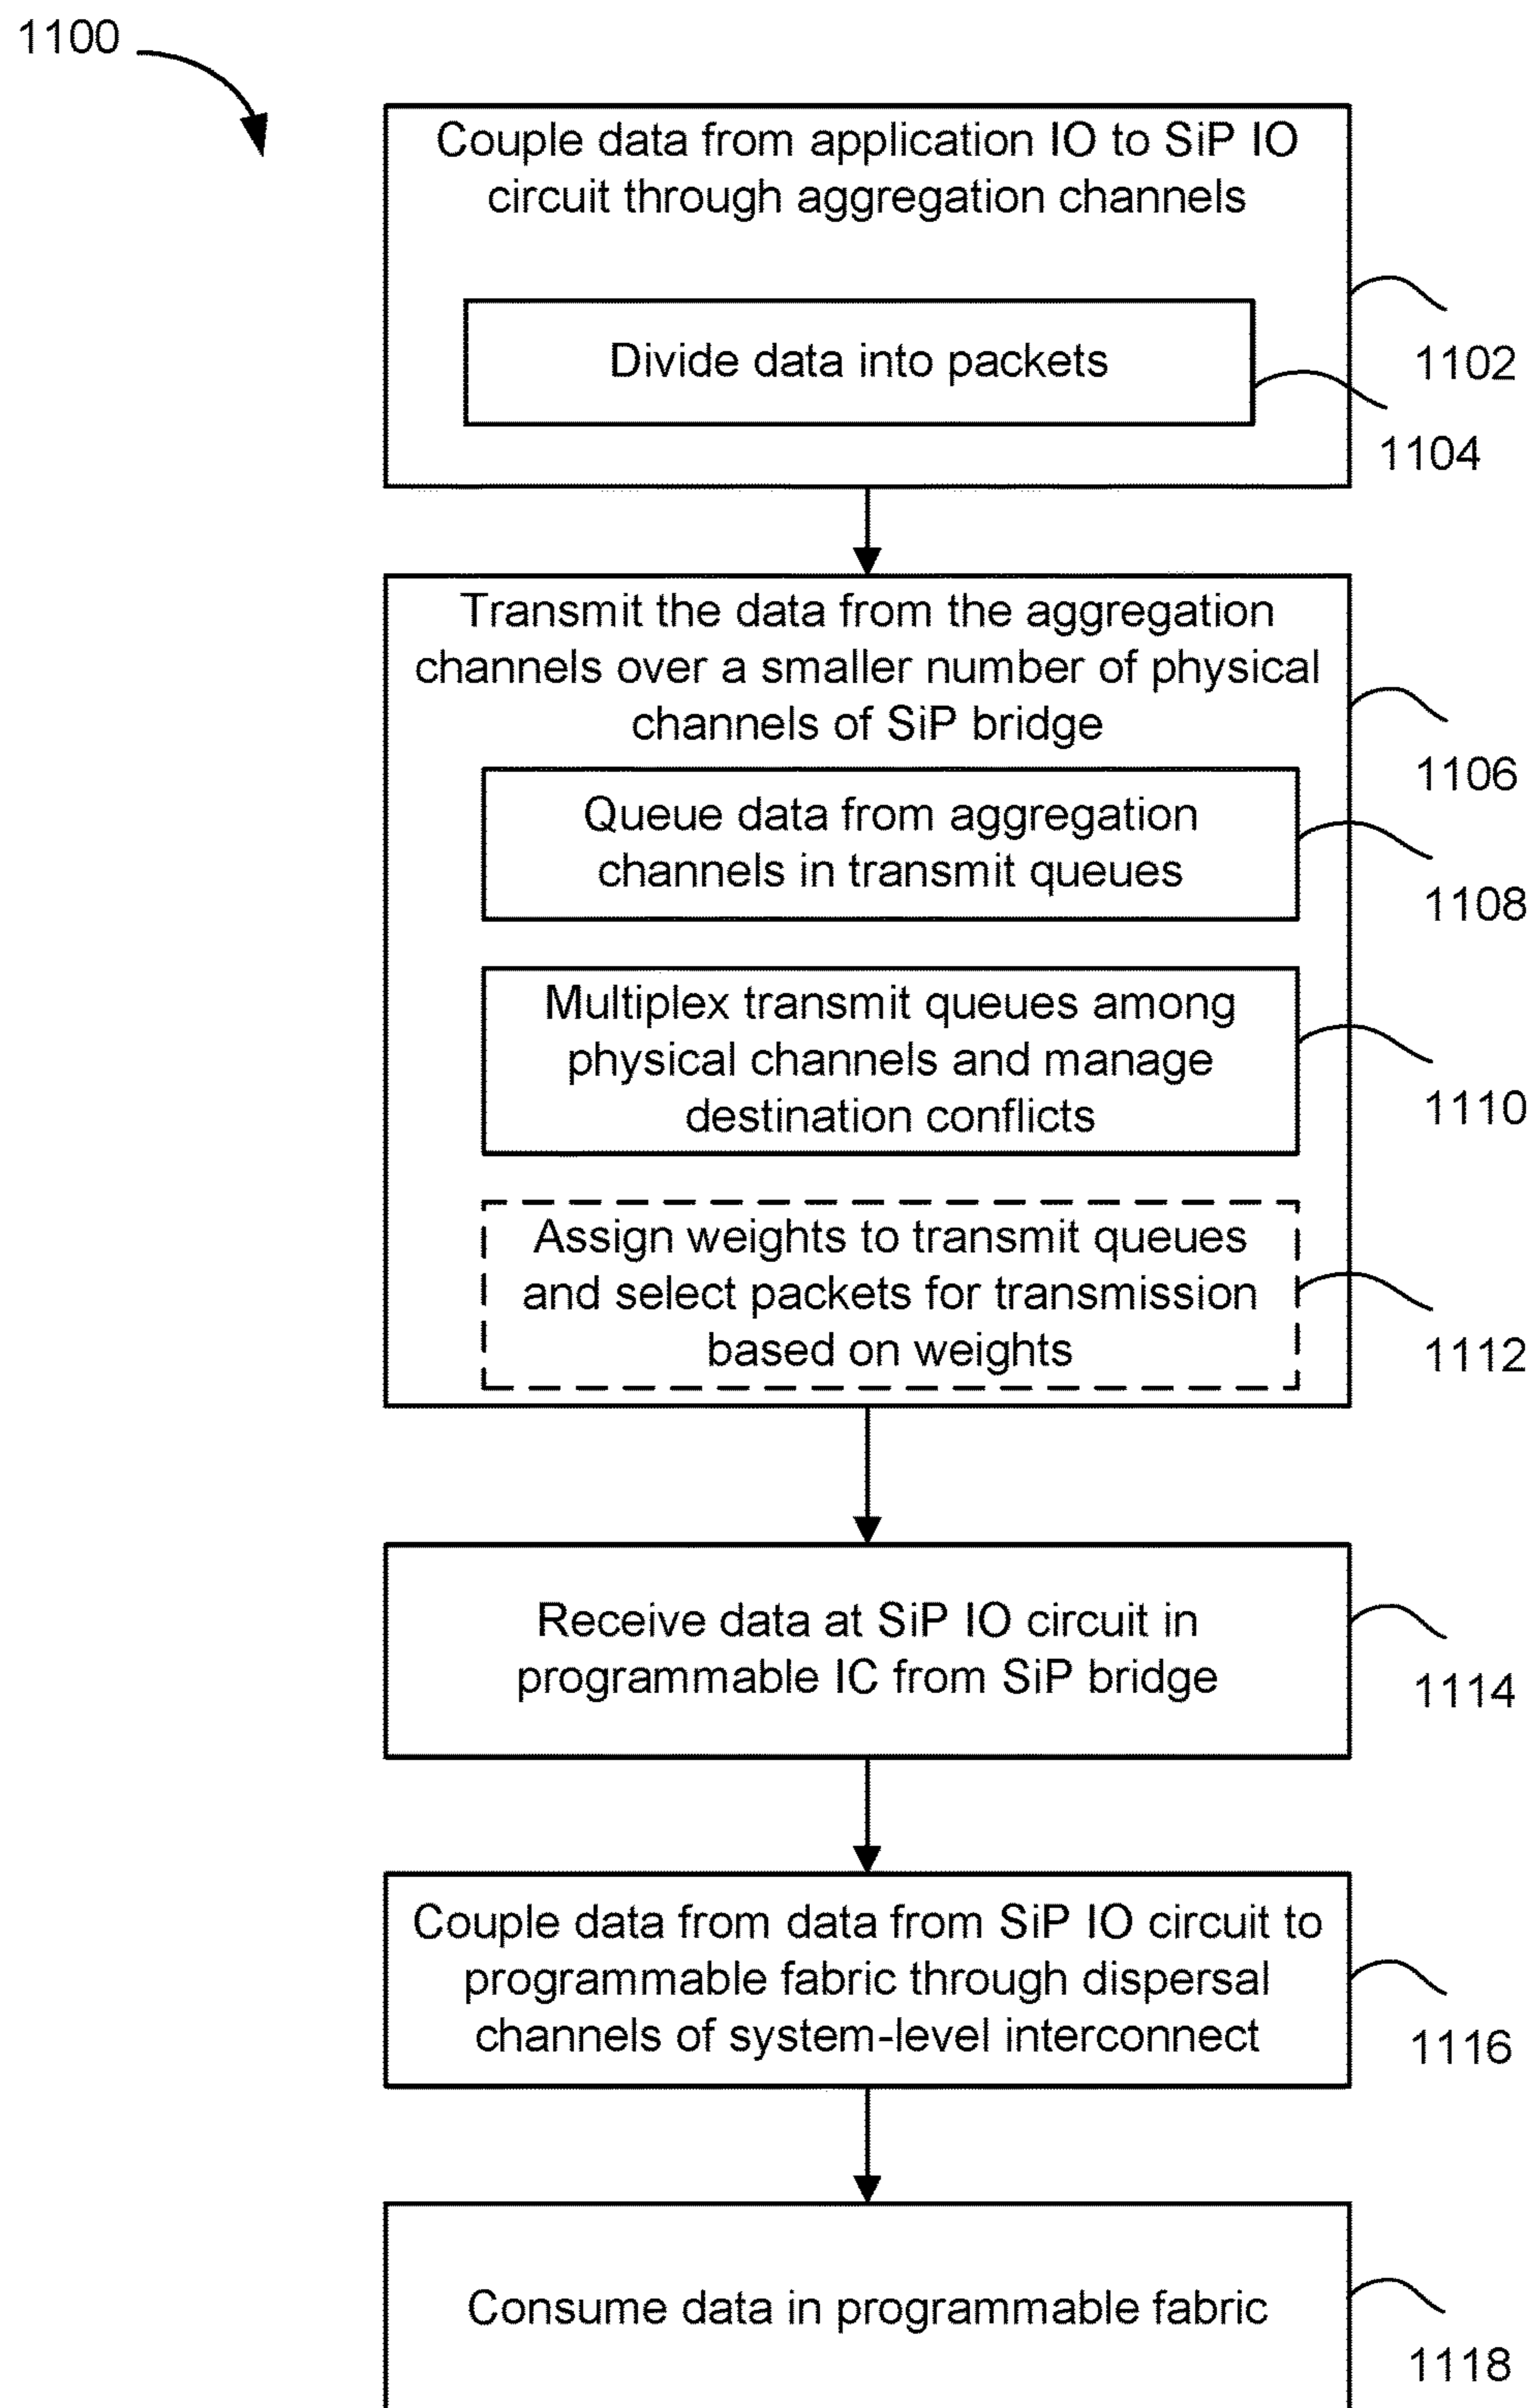 1100
Couple data from application IO to SiP IO
circuit through aggregation channels
1102
Divide data into packets
1104
Transmit the data from the aggregation
channels over a smaller number of physical
channels of SiP bridge
1106
Queue data from aggregation
channels in transmit queues
1108
Multiplex transmit queues among
physical channels and manage
destination conflicts
1110
Assign weights to transmit queues
and select packets for transmission
based on weights
1112
Receive data at SiP IO circuit in
programmable IC from SiP bridge
1114
Couple data from data from SiP IO circuit to
programmable fabric through dispersal
channels of system-level interconnect
1116
Consume data in programmable fabric
1118